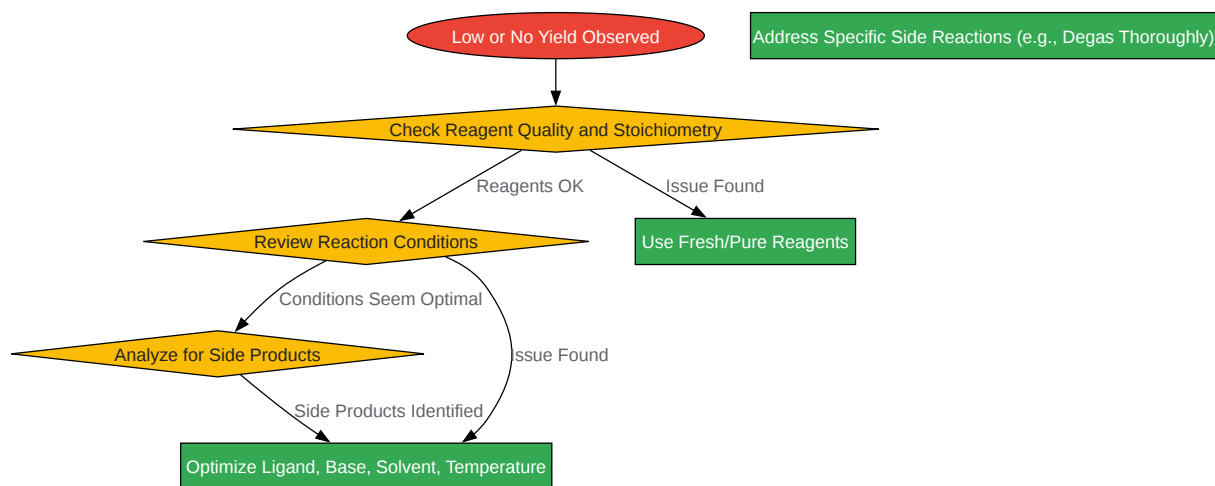 Low or No Yield Observed
Address Specific Side Reactions (e.g., Degas Thoroughly)
Check Reagent Quality and Stoichiometry
Reagents OK
Issue Found
Review Reaction Conditions
Use Fresh/Pure Reagents
Conditions Seem Optimal
Analyze for Side Products
Issue Found
Side Products Identified
Optimize Ligand, Base, Solvent, Temperature